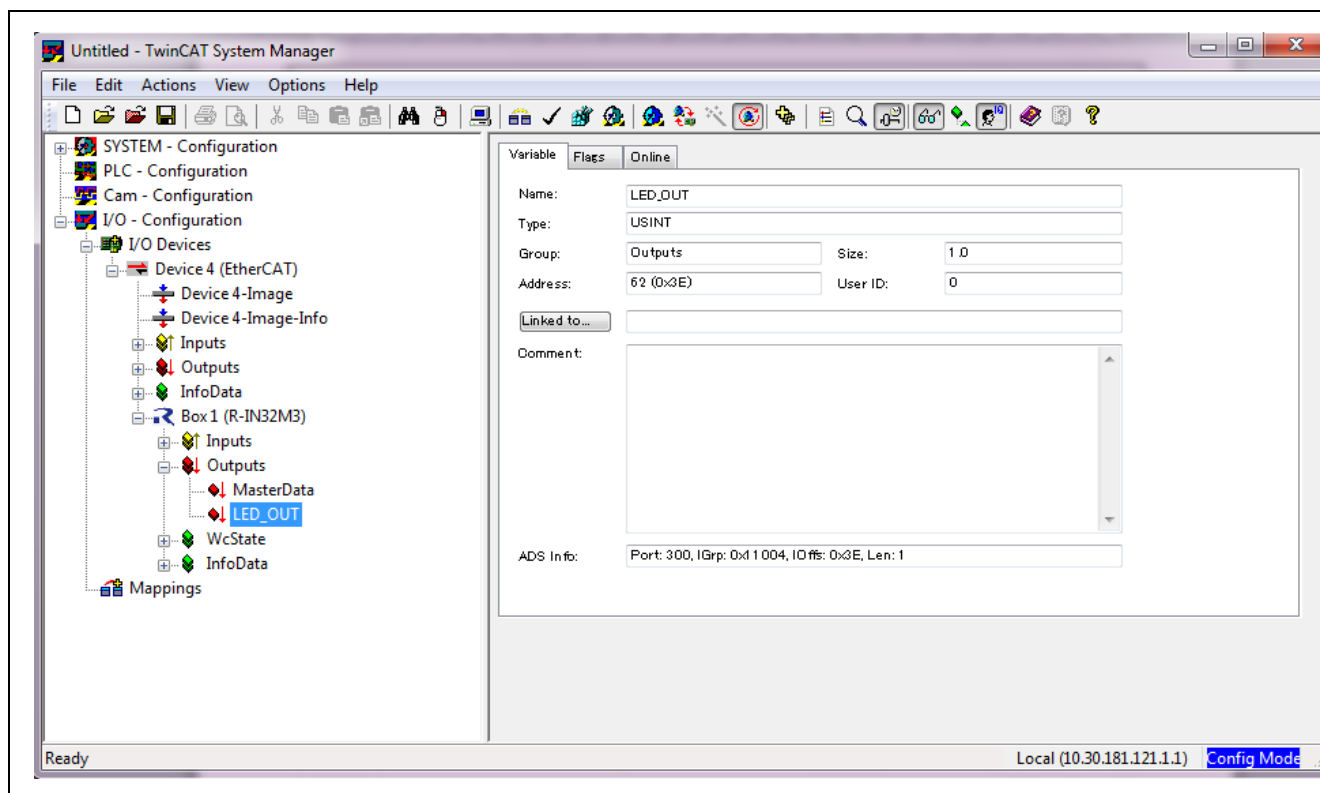 Untitled - TwinCAT System Manager
File Edit Actions View Options Help
SYSTEM - Configuration
PLC - Configuration
Cam - Configuration
I/O - Configuration
I/O Devices
Device 4 (EtherCAT)
Device 4-Image
Device 4-Image-Info
Inputs
Outputs
InfoData
Box 1 (R-IN32M3)
Inputs
Outputs
MasterData
LED_OUT
WcState
InfoData
Mappings
Variable Flags Online
Name: LED_OUT
Type: USINT
Group: Outputs Size: 1.0
Address: 62 (0x3E) User ID: 0
Linked to...
Comment:
ADS Info: Port: 300, IGrp: 0x11004, IOffs: 0x3E, Len: 1
Ready Local (10.30.181.121.1.1) Config Mode